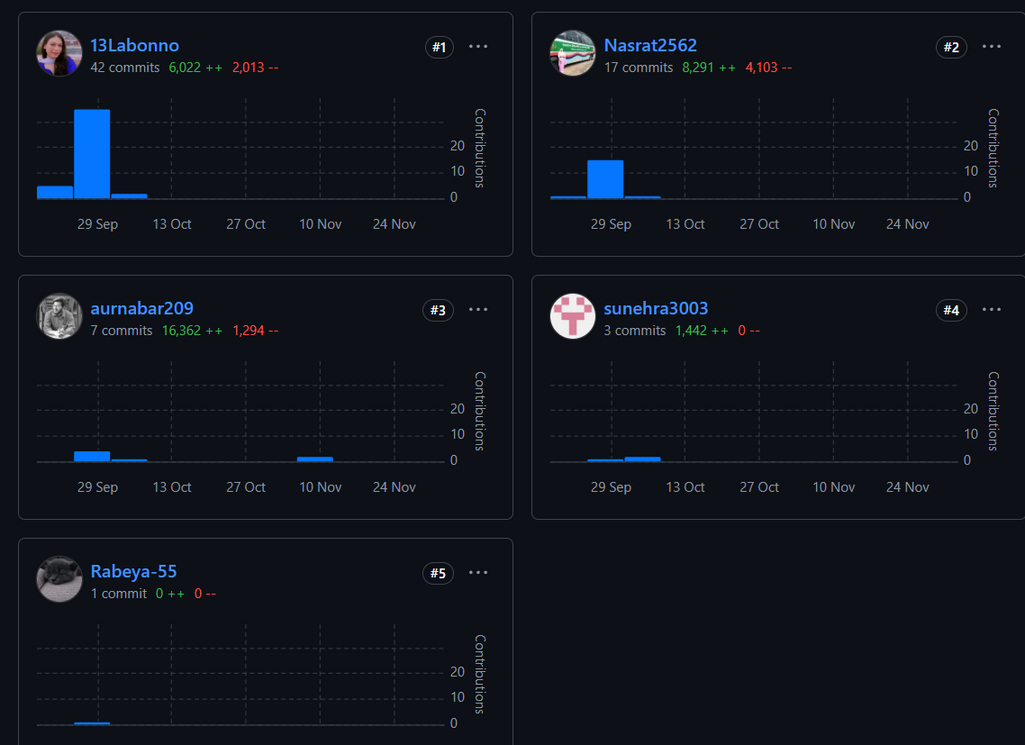 13Labonno #1 ...
42 commits 6,022 ++ 2,013 --
Contributions
20
10
0
29 Sep 13 Oct 27 Oct 10 Nov 24 Nov
Nasrat2562 #2 ...
17 commits 8,291 ++ 4,103 --
Contributions
20
10
0
29 Sep 13 Oct 27 Oct 10 Nov 24 Nov
aurnabar209 #3 ...
7 commits 16,362 ++ 1,294 --
Contributions
20
10
0
29 Sep 13 Oct 27 Oct 10 Nov 24 Nov
sunehra3003 #4 ...
3 commits 1,442 ++ 0 --
Contributions
20
10
0
29 Sep 13 Oct 27 Oct 10 Nov 24 Nov
Rabeya-55 #5 ...
1 commit 0 ++ 0 --
Contributions
20
10
0